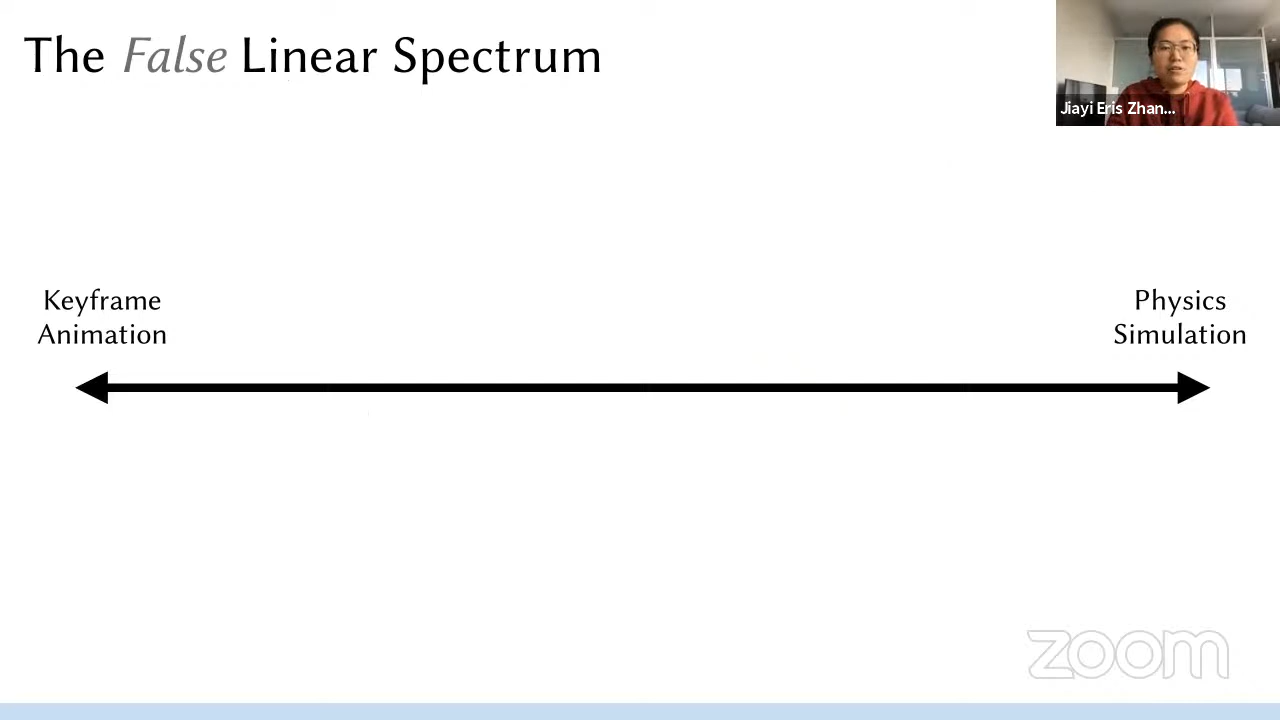 The False Linear Spectrum
Jiayi Eris Zhan...
Keyframe
Animation
Physics
Simulation
zoom